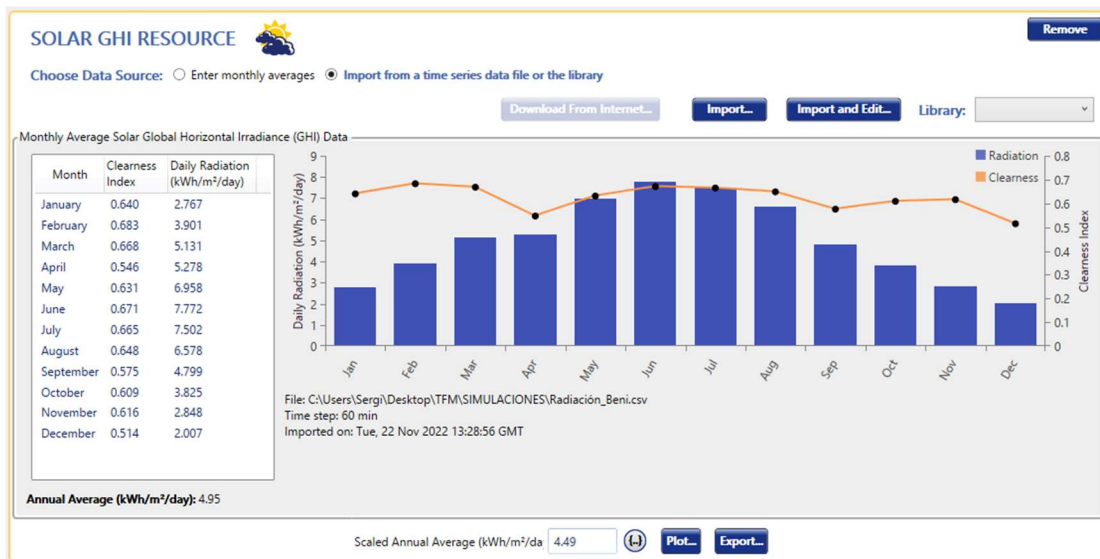 SOLAR GHI RESOURCE
Remove
Choose Data Source: Enter monthly averages Import from a time series data file or the library
Download From Internet... Import... Import and Edit... Library:
Monthly Average Solar Global Horizontal Irradiance (GHI) Data
Month Clearness Index Daily Radiation (kWh/m²/day)
January 0.640 2.767
February 0.683 3.901
March 0.668 5.131
April 0.546 5.278
May 0.631 6.958
June 0.671 7.772
July 0.665 7.502
August 0.648 6.578
September 0.575 4.799
October 0.609 3.825
November 0.616 2.848
December 0.514 2.007
Annual Average (kWh/m²/day): 4.95
Daily Radiation (kWh/m²/day)
9
8
7
6
5
4
3
2
1
0
Radiation
Clearness
0.8
0.7
0.6
0.5
0.4
0.3
0.2
0.1
0
Clearness Index
Jan Feb Mar Apr May Jun Jul Aug Sep Oct Nov Dec
File: C:\Users\Sergi\Desktop\TFM\SIMULACIONES\Radiación_Beni.csv
Time step: 60 min
Imported on: Tue, 22 Nov 2022 13:28:56 GMT
Scaled Annual Average (kWh/m²/da 4.49 {..} Plot... Export...